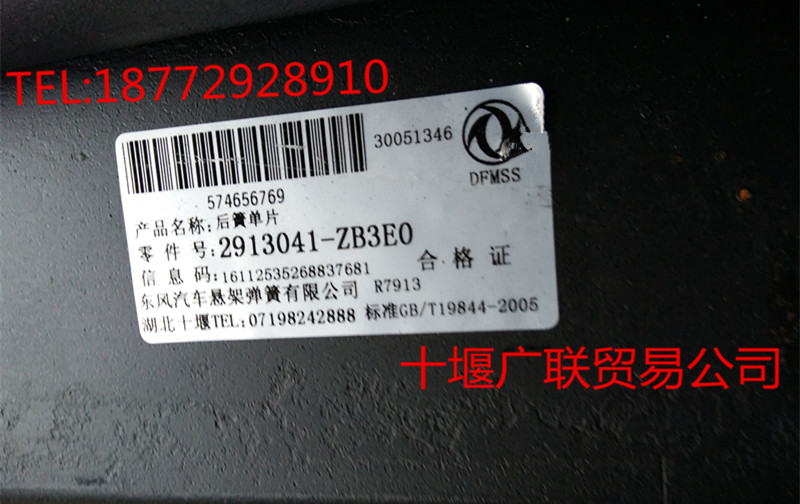 TEL:18772928910
30051346
DFMSS
574656769
产品名称:后簧单片
零件号:2913041-ZB3E0
信息码:16112535268837681
合格证
东风汽车悬架弹簧有限公司 R7913
湖北十堰TEL:07198242888 标准GB/T19844-2005
十堰广联贸易公司